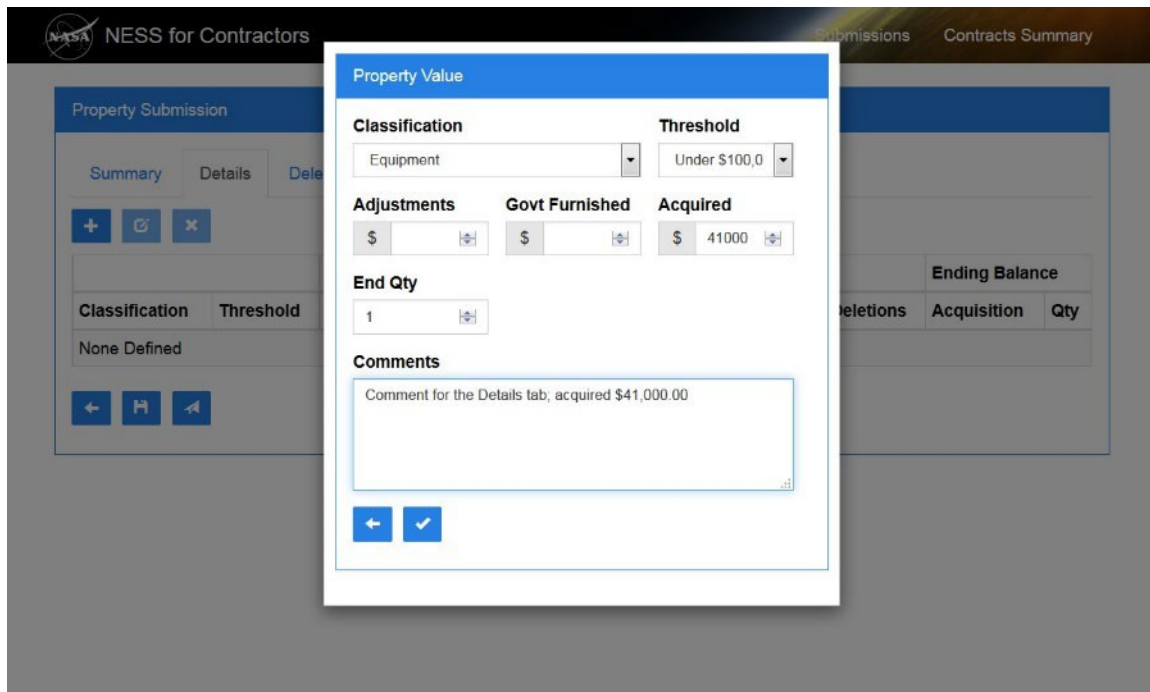 NASA NESS for Contractors
Submissions Contracts Summary
Property Submission
Summary Details Dele
Property Value
Classification Threshold
Equipment Under $100,0
Adjustments Govt Furnished Acquired
$ $ $ 41000
End Qty
1
Comments
Comment for the Details tab; acquired $41,000.00
Ending Balance
Classification Threshold eletions Acquisition Qty
None Defined